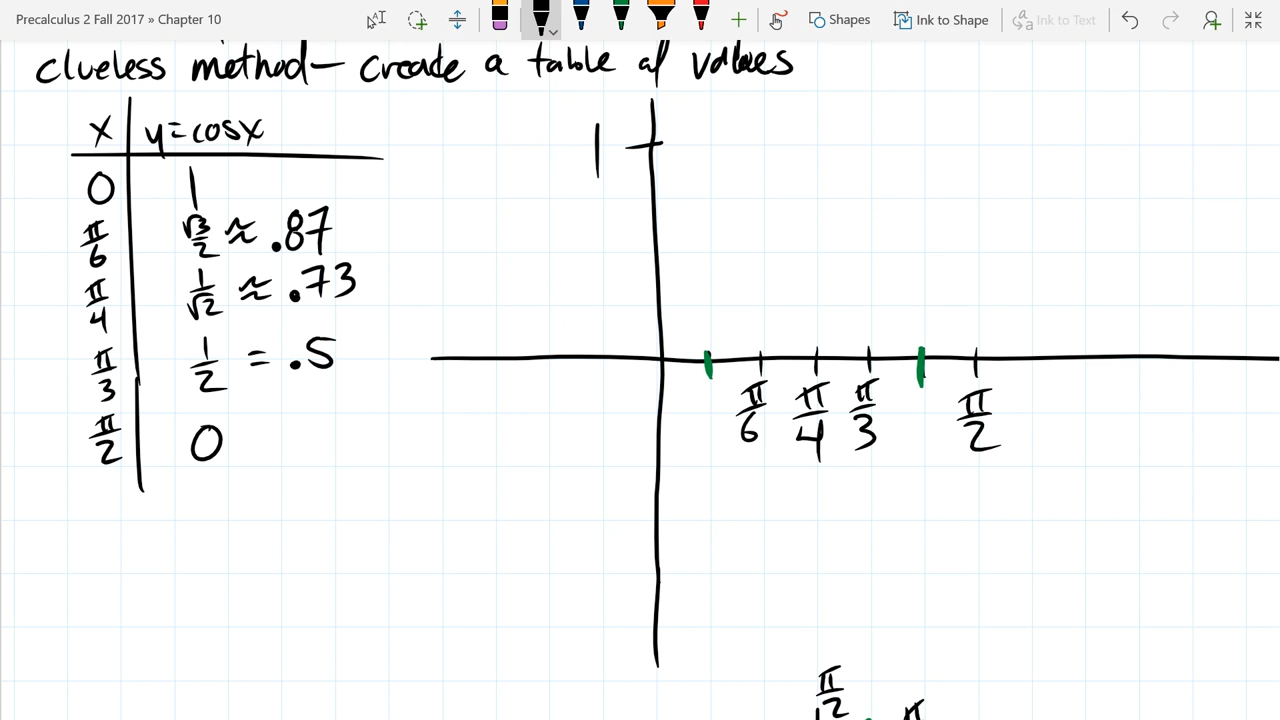 Precalculus 2 Fall 2017 » Chapter 10
Shapes
Ink to Shape
Ink to Text
clueless method— create a table of values
x y=cosx
0 1
π/6 √3/2 ≈ .87
π/4 1/√2 ≈ .73
π/3 1/2 = .5
π/2 0
1
π/6 π/4 π/3 π/2
π/12
π